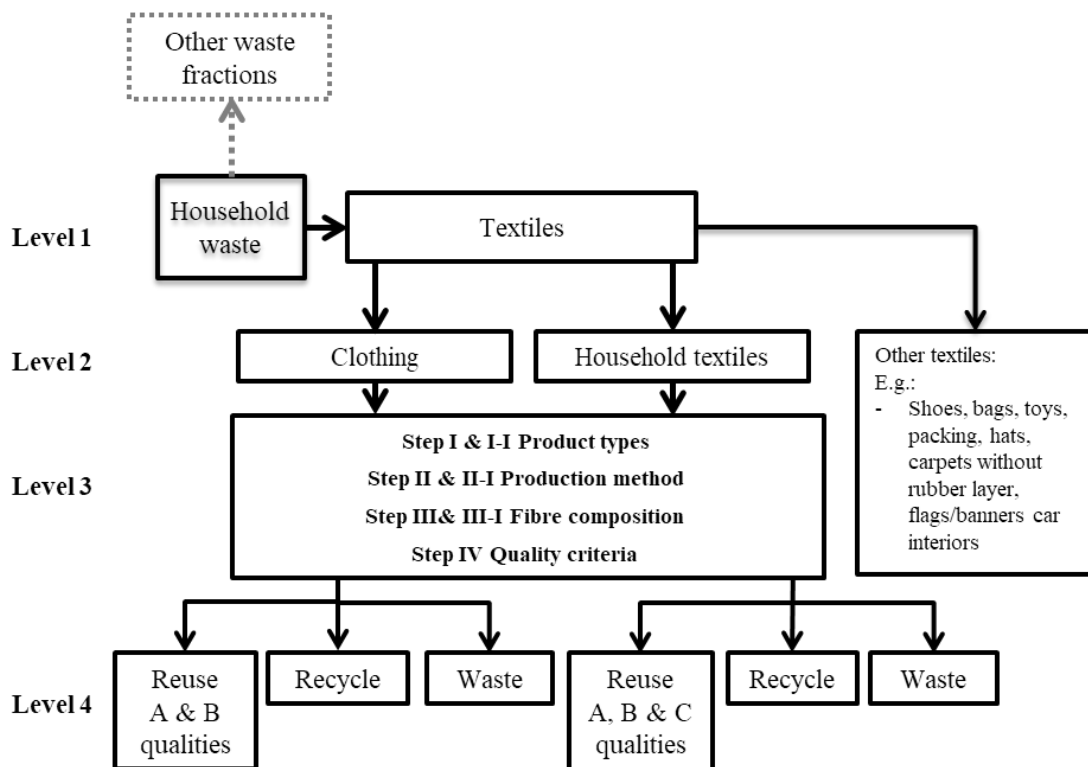 Other waste
fractions
Level 1
Household
waste
Textiles
Level 2
Clothing
Household textiles
Other textiles:
E.g.:
- Shoes, bags, toys,
packing, hats,
carpets without
rubber layer,
flags/banners car
interiors
Level 3
Step I & I-I Product types
Step II & II-I Production method
Step III& III-I Fibre composition
Step IV Quality criteria
Level 4
Reuse
A & B
qualities
Recycle
Waste
Reuse
A, B & C
qualities
Recycle
Waste